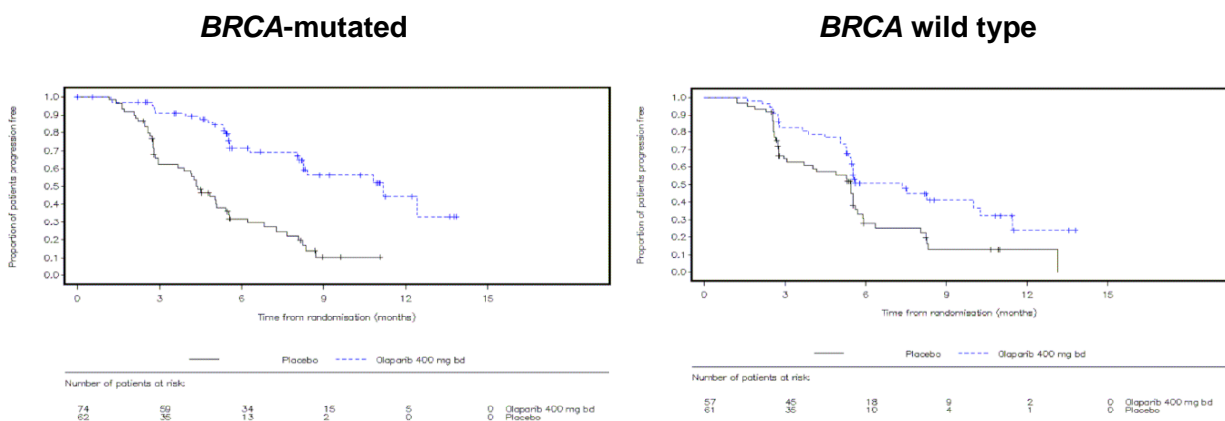 BRCA-mutated
Proportion of patients progression free
1.0
0.9
0.8
0.7
0.6
0.5
0.4
0.3
0.2
0.1
0.0
0 3 6 9 12 15
Time from randomisation (months)
Placebo Olaparib 400 mg bd
Number of patients at risk:
74 59 34 15 5 0 Olaparib 400 mg bd
62 35 13 2 0 0 Placebo
BRCA wild type
Proportion of patients progression free
1.0
0.9
0.8
0.7
0.6
0.5
0.4
0.3
0.2
0.1
0.0
0 3 6 9 12 15
Time from randomisation (months)
Placebo Olaparib 400 mg bd
Number of patients at risk:
57 45 18 9 2 0 Olaparib 400 mg bd
61 35 10 4 1 0 Placebo